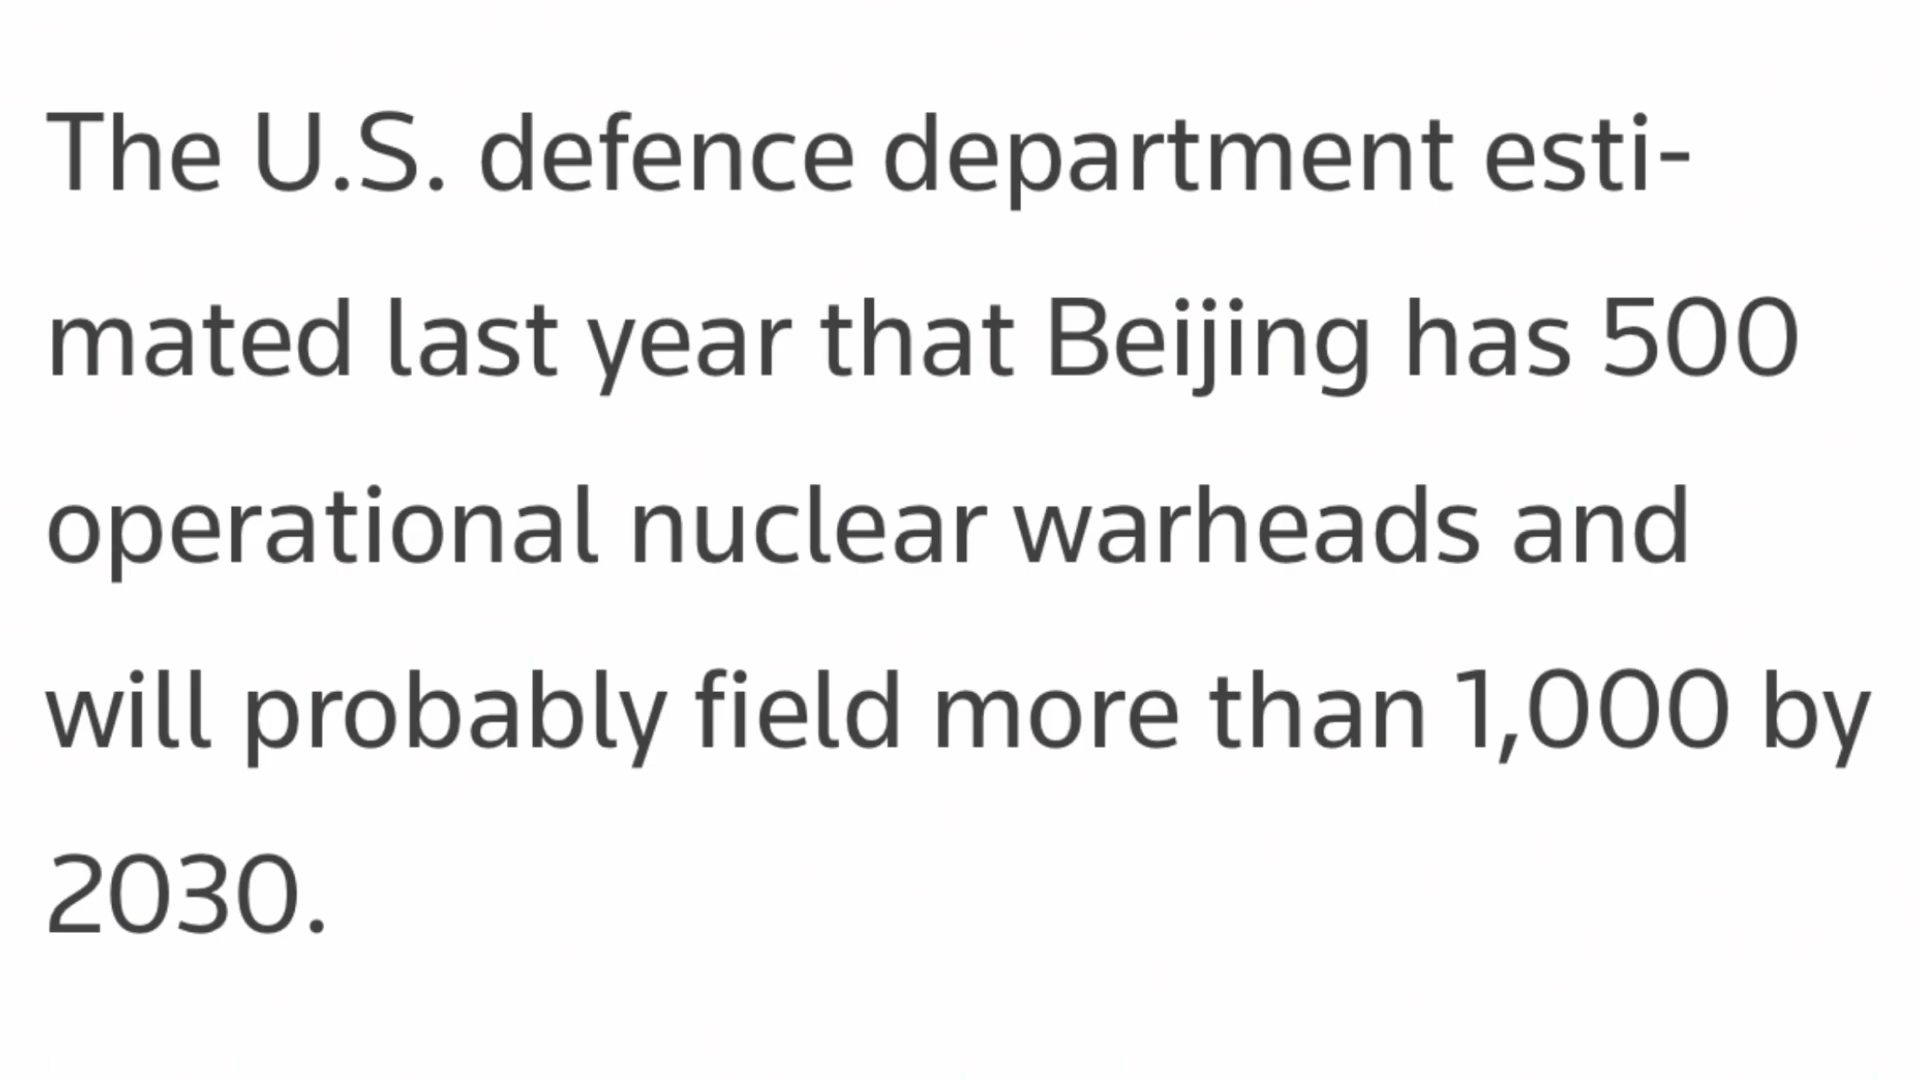 The U.S. defence department esti-
mated last year that Beijing has 500
operational nuclear warheads and
will probably field more than 1,000 by
2030.